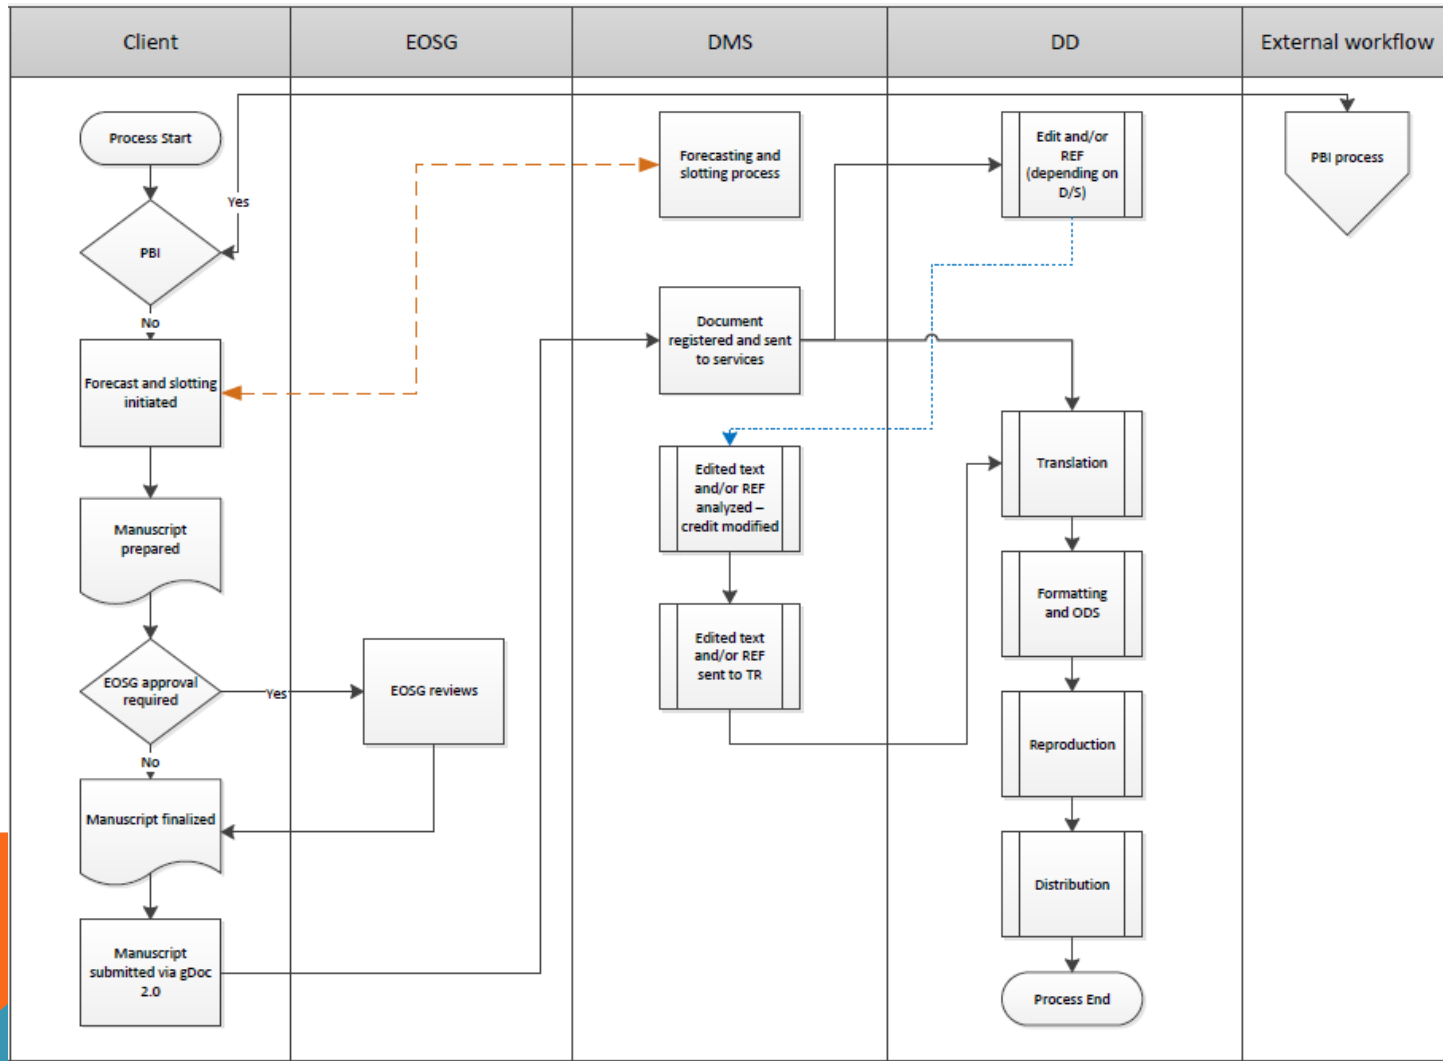 Client
EOSG
DMS
DD
External workflow
Process Start
Yes
PBI
No
Forecast and slotting
initiated
Manuscript
prepared
EOSG approval
required
Yes
No
Manuscript finalized
Manuscript
submitted via gDoc
2.0
EOSG reviews
Forecasting and
slotting process
Document
registered and sent
to services
Edited text
and/or REF
analyzed –
credit modified
Edited text
and/or REF
sent to TR
Edit and/or
REF
(depending on
D/S)
Translation
Formatting
and ODS
Reproduction
Distribution
Process End
PBI process